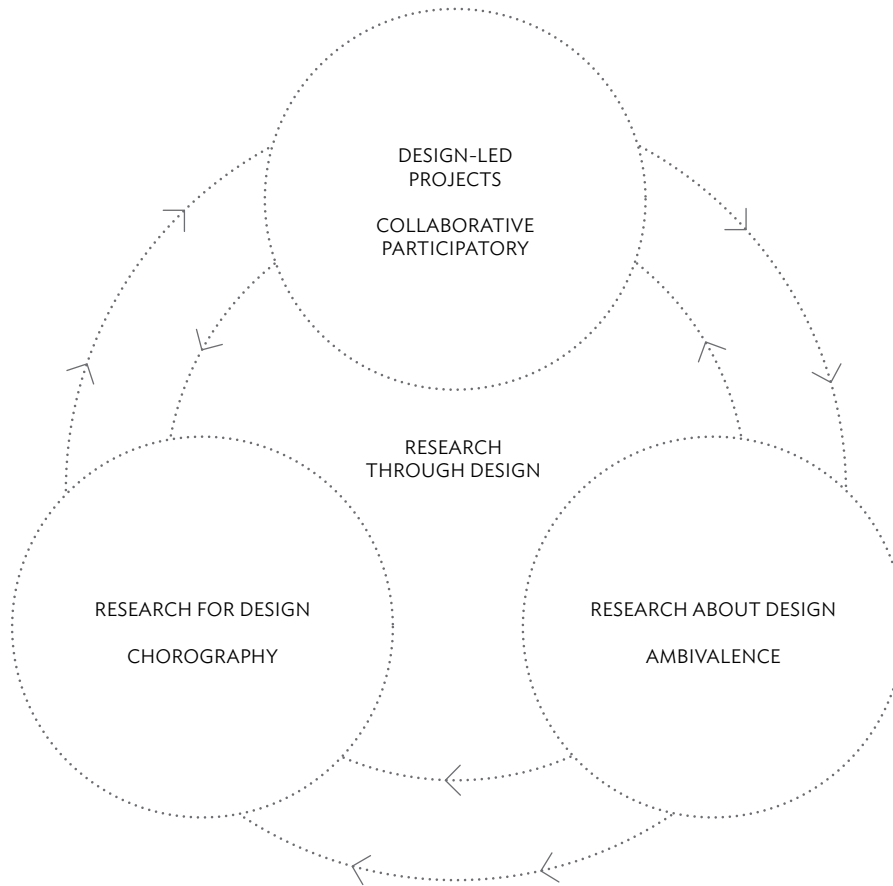 DESIGN-LED
PROJECTS
COLLABORATIVE
PARTICIPATORY
RESEARCH
THROUGH DESIGN
RESEARCH FOR DESIGN
CHOROGRAPHY
RESEARCH ABOUT DESIGN
AMBIVALENCE